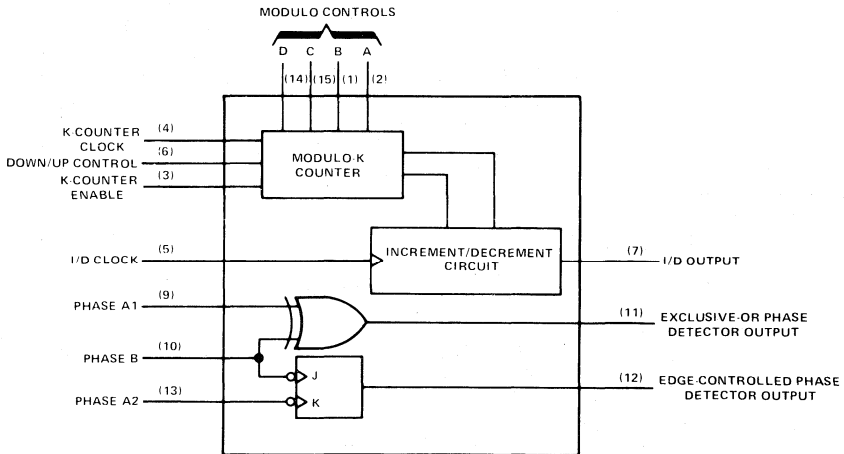 MODULO CONTROLS
D C B A
(14) (15) (1) (2)
K-COUNTER
CLOCK
(4)
DOWN/UP CONTROL
(6)
K-COUNTER
ENABLE
(3)
MODULO-K
COUNTER
I/D CLOCK
(5)
INCREMENT/DECREMENT
CIRCUIT
(7)
I/D OUTPUT
PHASE A1
(9)
(11)
EXCLUSIVE-OR PHASE
DETECTOR OUTPUT
PHASE B
(10)
J
K
(12)
EDGE-CONTROLLED PHASE
DETECTOR OUTPUT
PHASE A2
(13)